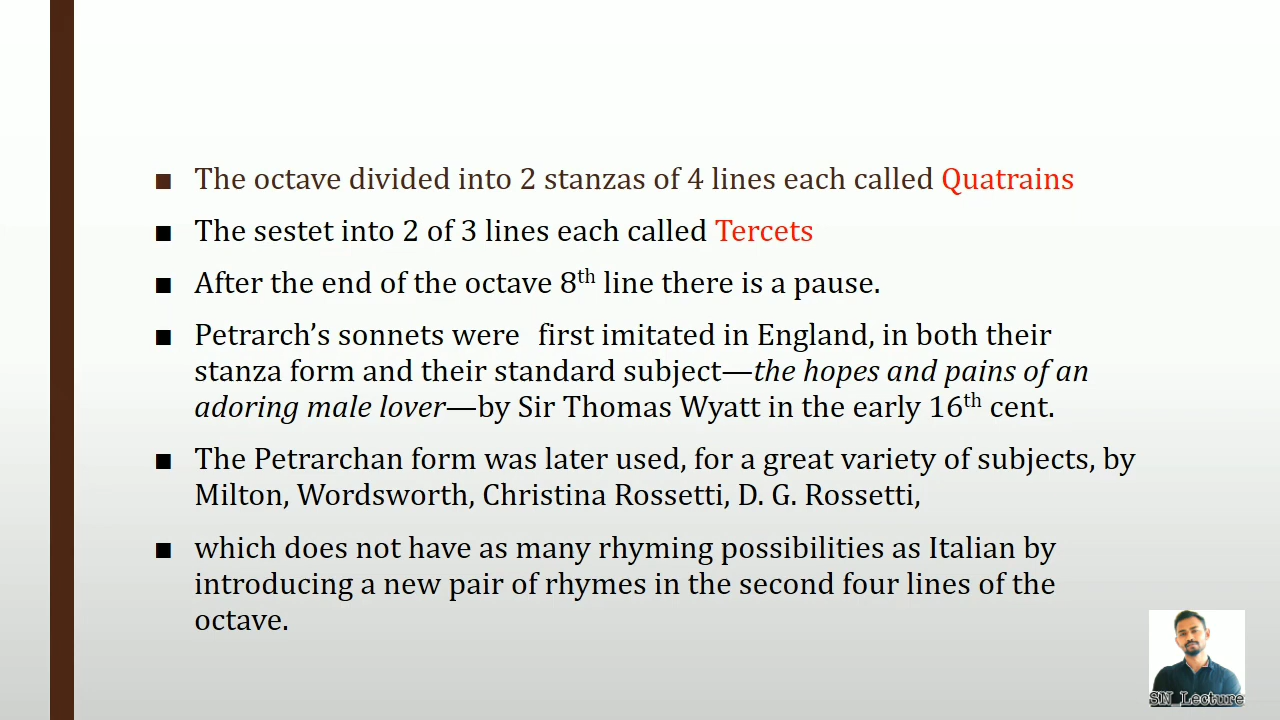 ■ The octave divided into 2 stanzas of 4 lines each called Quatrains
■ The sestet into 2 of 3 lines each called Tercets
■ After the end of the octave 8th line there is a pause.
■ Petrarch’s sonnets were first imitated in England, in both their
stanza form and their standard subject—the hopes and pains of an
adoring male lover—by Sir Thomas Wyatt in the early 16th cent.
■ The Petrarchan form was later used, for a great variety of subjects, by
Milton, Wordsworth, Christina Rossetti, D. G. Rossetti,
■ which does not have as many rhyming possibilities as Italian by
introducing a new pair of rhymes in the second four lines of the
octave.
SN Lecture